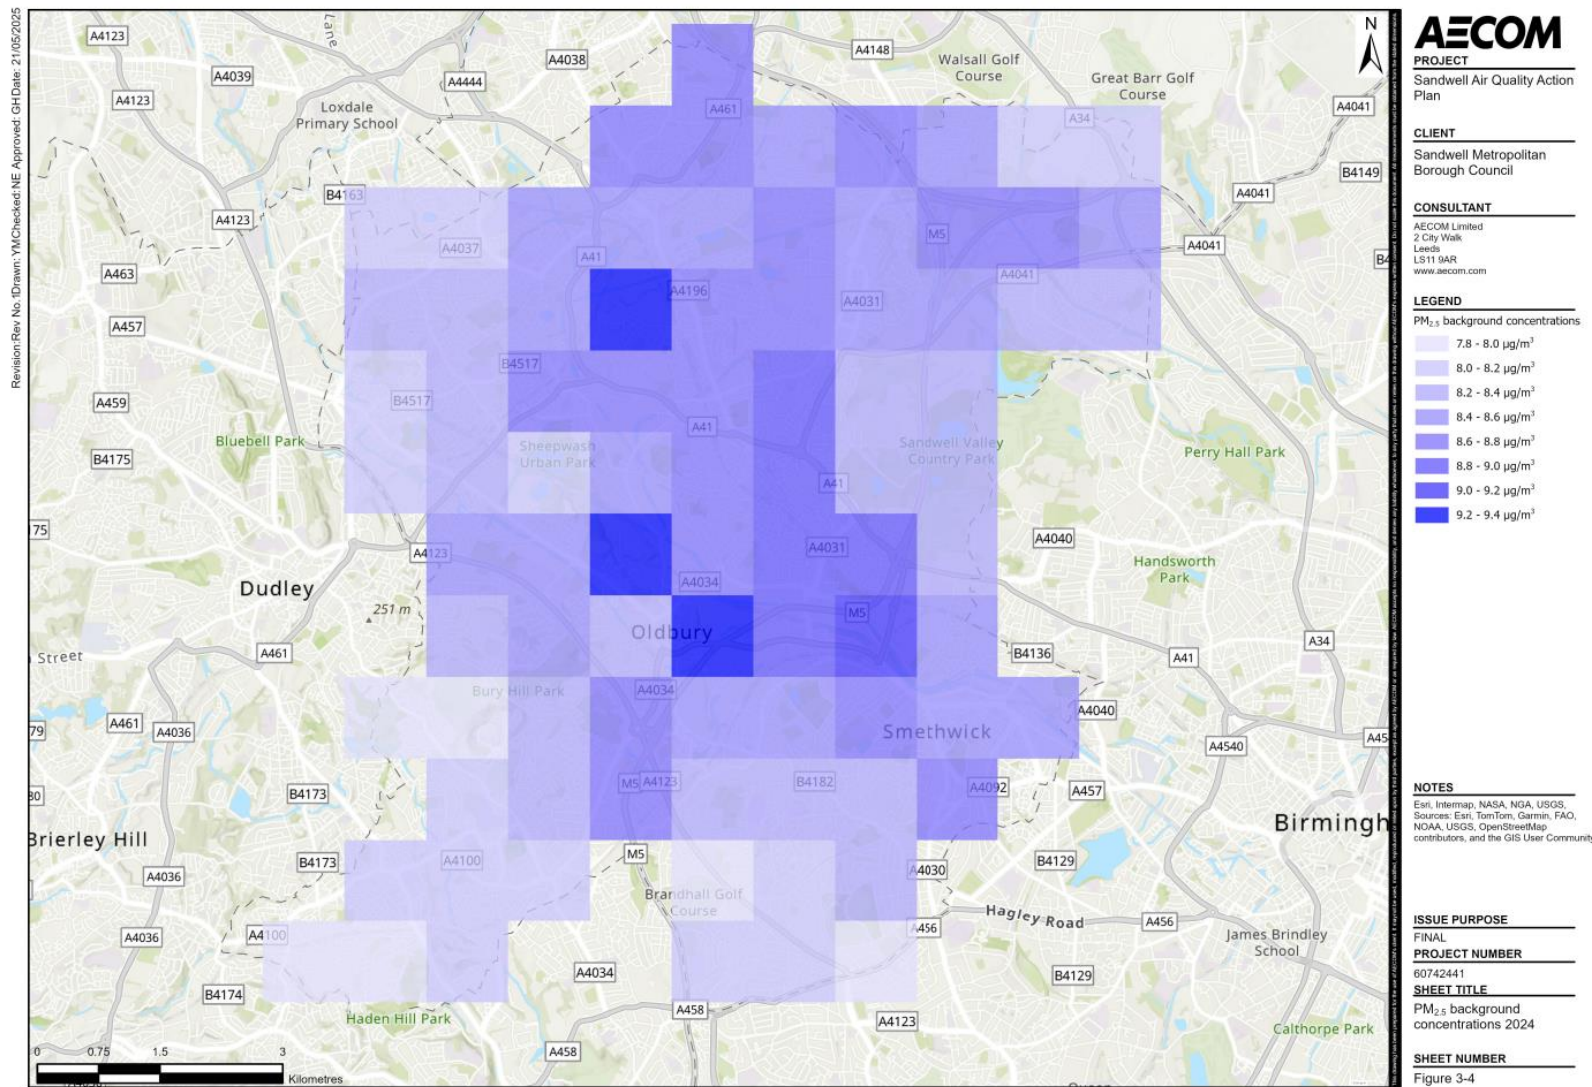 Revision:Rev No.1Drawn: YMChecked:NE Approved: GHDate: 21/05/2025
A4123
Lane
A4038
A4148
Walsall Golf
Course
N
A4039
A4444
Great Barr Golf
Course
A4123
Loxdale
Primary School
A461
A34
A4041
B4149
B4163
A4123
A4041
M5
A4037
A41
A4041
A463
A4041
A4196
A4031
A457
B4517
A459
B4517
Bluebell Park
A41
Sheepwash
Urban Park
Sandwell Valley
Country Park
Perry Hall Park
B4175
A41
A4123
A4031
A4040
Handsworth
Park
Dudley
A4034
251 m
M5
Oldbury
Street
A461
B4136
A41
A34
Bury Hill Park
A4034
A4040
A461
A4036
Smethwick
A4540
M5
A4123
B4182
A4092
A457
B4173
Brierley Hill
Birmingh
B4173
A4100
M5
A4030
B4129
A4036
Brandhall Golf
Course
Hagley Road
A456
A456
A4036
A4100
James Brindley
School
A4034
B4129
B4174
Haden Hill Park
A458
A4123
Calthorpe Park
A458
0 0.75 1.5 3
Kilometres
AECOM
PROJECT
Sandwell Air Quality Action
Plan
CLIENT
Sandwell Metropolitan
Borough Council
CONSULTANT
AECOM Limited
2 City Walk
Leeds
LS11 9AR
www.aecom.com
LEGEND
PM₂.₅ background concentrations
7.8 - 8.0 µg/m³
8.0 - 8.2 µg/m³
8.2 - 8.4 µg/m³
8.4 - 8.6 µg/m³
8.6 - 8.8 µg/m³
8.8 - 9.0 µg/m³
9.0 - 9.2 µg/m³
9.2 - 9.4 µg/m³
NOTES
Esri, Intermap, NASA, NGA, USGS,
Sources: Esri, TomTom, Garmin, FAO,
NOAA, USGS, OpenStreetMap
contributors, and the GIS User Community
ISSUE PURPOSE
FINAL
PROJECT NUMBER
60742441
SHEET TITLE
PM₂.₅ background
concentrations 2024
SHEET NUMBER
Figure 3-4